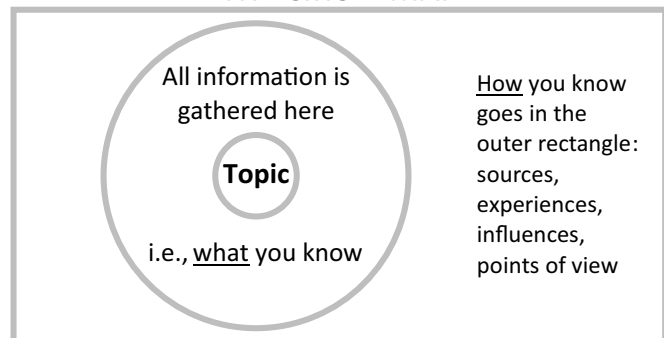 All information is
gathered here
Topic
i.e., what you know
How you know
goes in the
outer rectangle:
sources,
experiences,
influences,
points of view